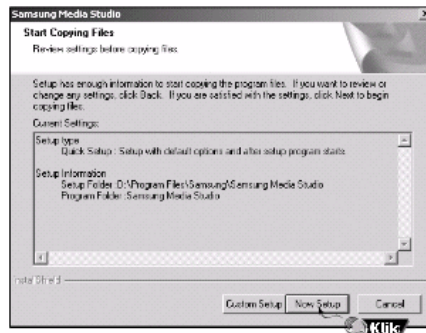 Samsung Media Studio
Start Copying Files
Review settings before copying files.
Setup has enough information to start copying the program files. If you want to review or
change any settings, click Back. If you are satisfied with the settings, click Next to begin
copying files.
Current Settings:
Setup type
Quick Setup : Setup with default options and after setup program starts.
Setup Information
Setup Folder :D:\Program Files\Samsung\Samsung Media Studio
Program Folder :Samsung Media Studio
InstallShield
Custom Setup Now Setup Cancel
Klik